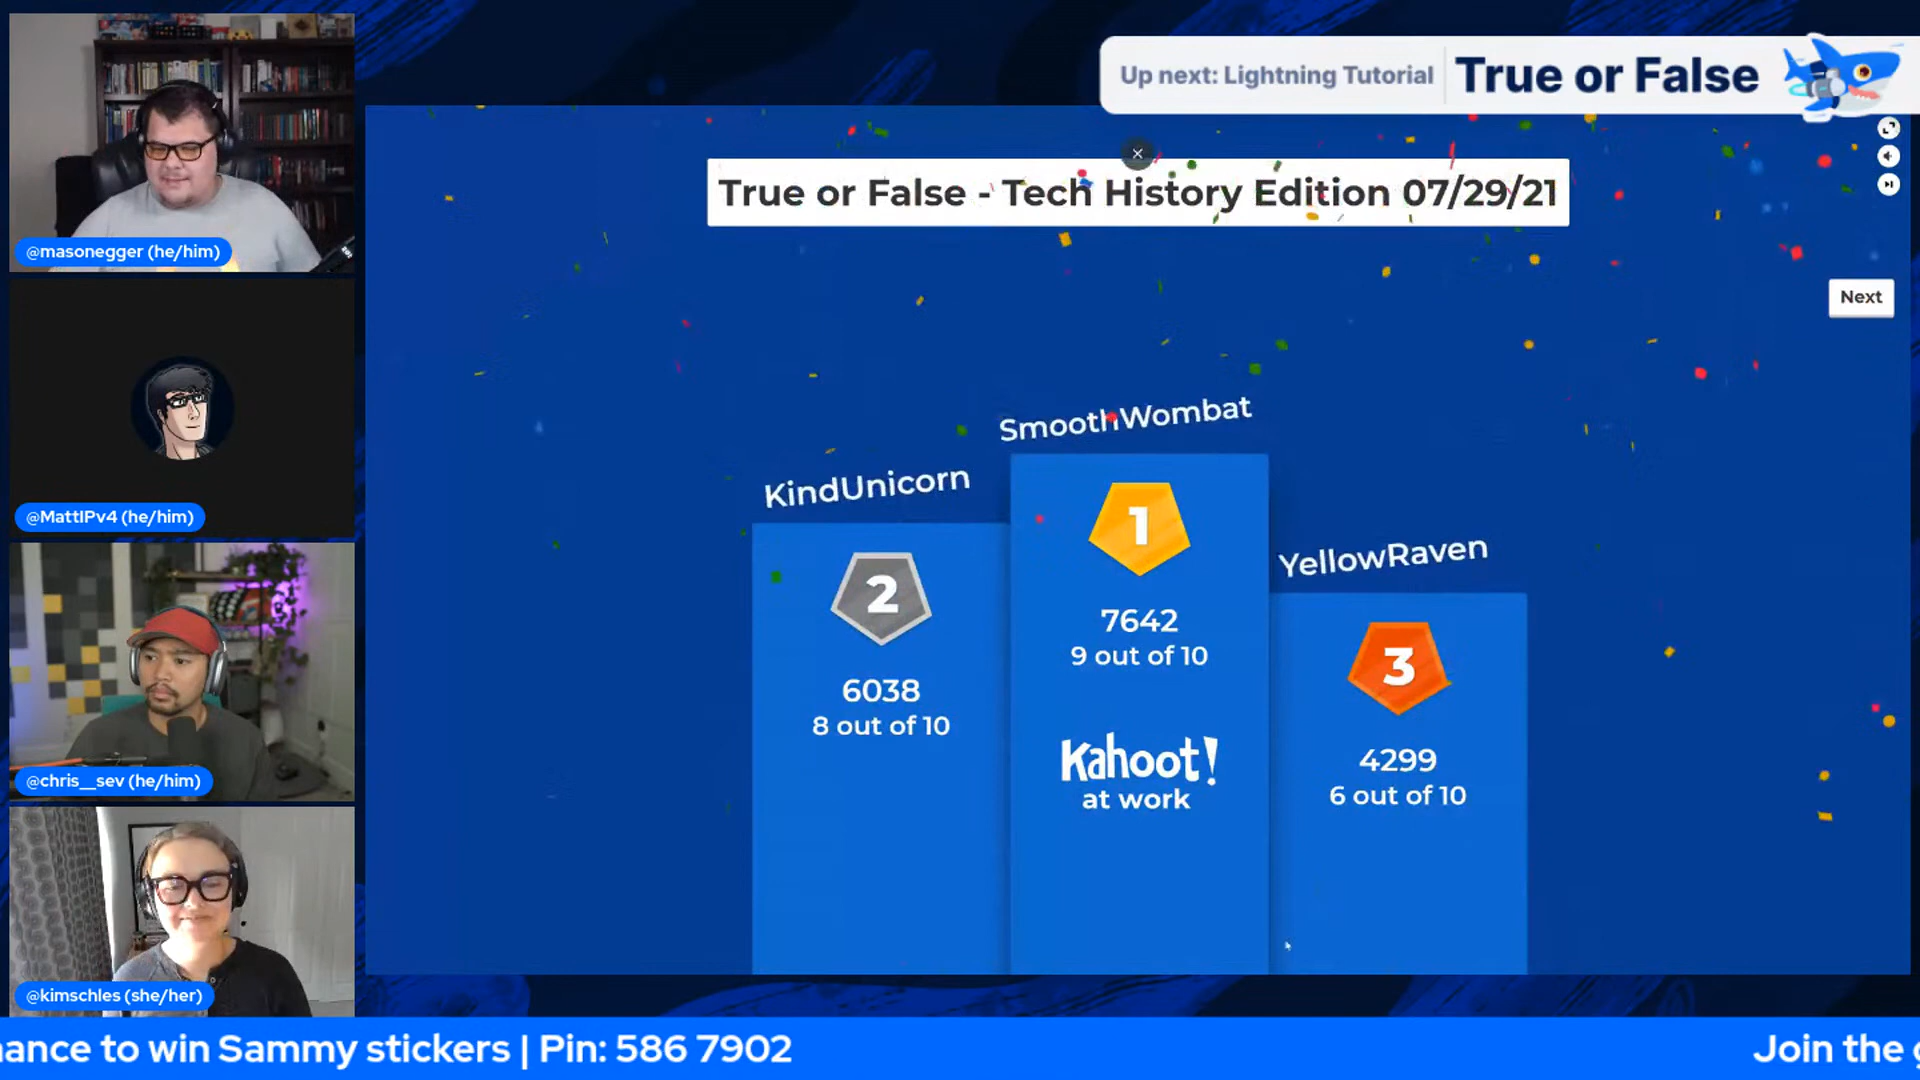 Up next: Lightning Tutorial
True or False
True or False - Tech History Edition 07/29/21
Next
@masonegger (he/him)
@MattIPv4 (he/him)
@chris__sev (he/him)
@kimschles (she/her)
SmoothWombat
1
7642
9 out of 10
Kahoot!
at work
KindUnicorn
2
6038
8 out of 10
YellowRaven
3
4299
6 out of 10
to win Sammy stickers | Pin: 586 7902
Join the